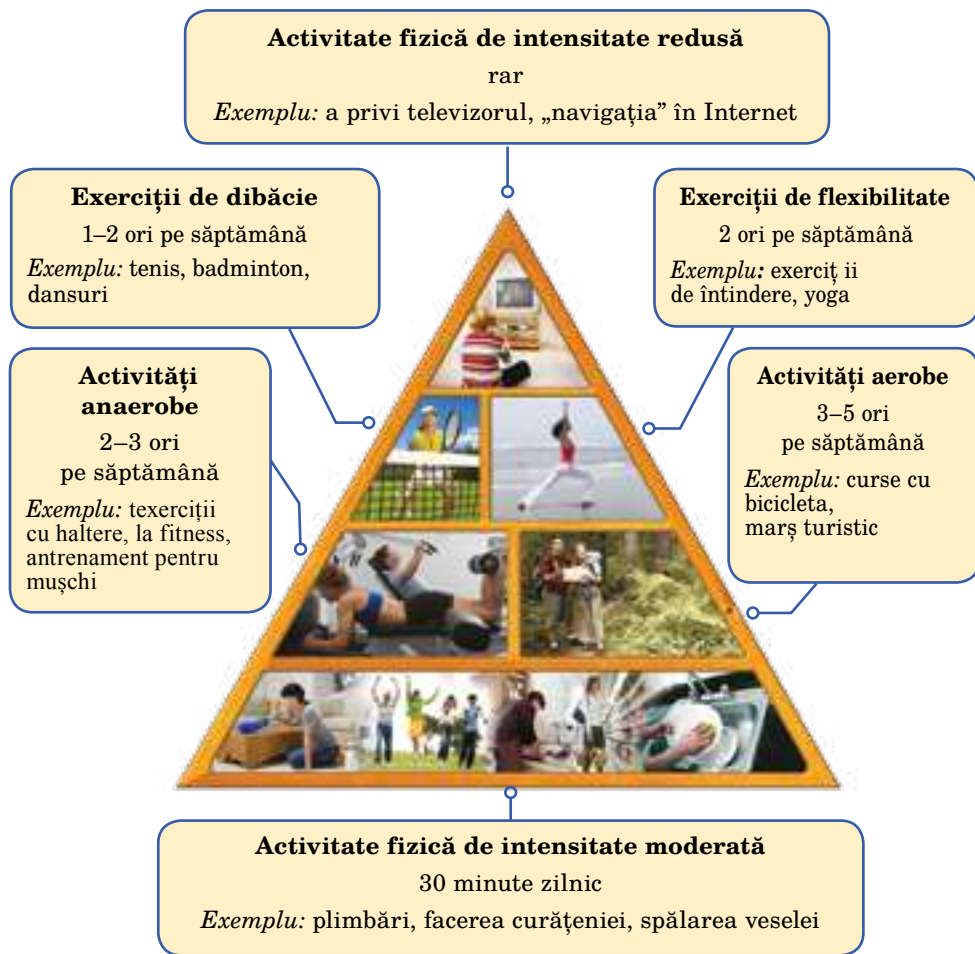 Activitate fizică de intensitate redusă
rar
Exemplu: a privi televizorul, „navigația” în Internet
Exerciții de dibăcie
1–2 ori pe săptămână
Exemplu: tenis, badminton,
dansuri
Exerciții de flexibilitate
2 ori pe săptămână
Exemplu: exerciț ii
de întindere, yoga
Activități
anaerobe
2–3 ori
pe săptămână
Exemplu: texerciții
cu haltere, la fitness,
antrenament pentru
mușchi
Activități aerobe
3–5 ori
pe săptămână
Exemplu: curse cu
bicicleta,
marș turistic
Activitate fizică de intensitate moderată
30 minute zilnic
Exemplu: plimbări, facerea curățeniei, spălarea veselei